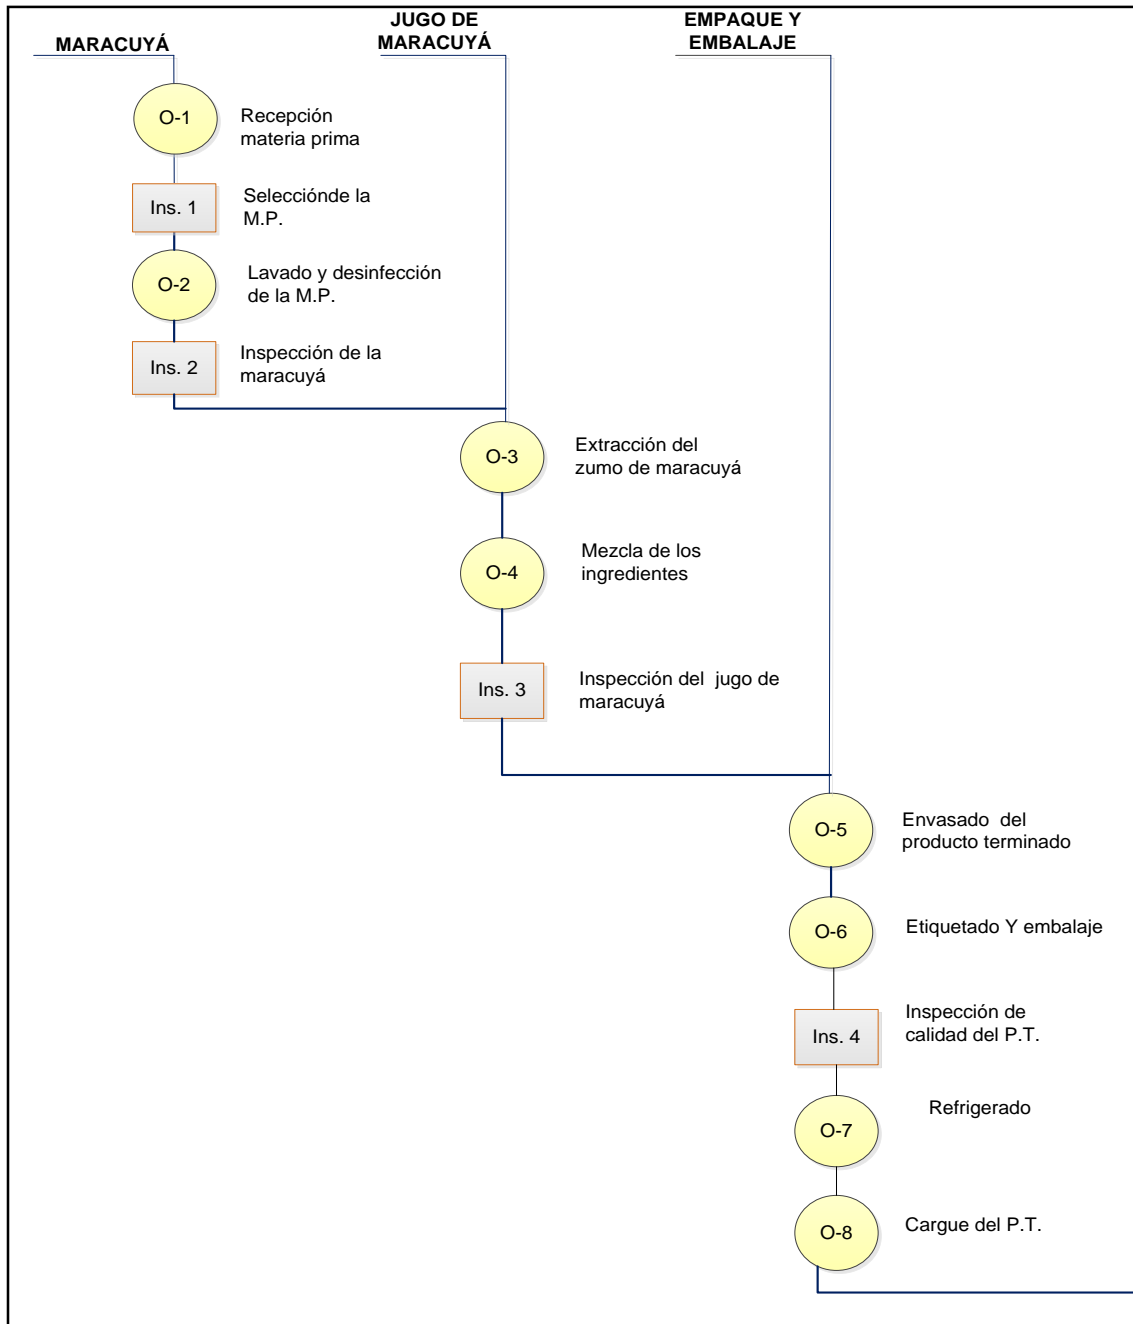 MARACUYÁ
JUGO DE
MARACUYÁ
EMPAQUE Y
EMBALAJE
O-1
Recepción
materia prima
Ins. 1
Selecciónde la
M.P.
O-2
Lavado y desinfección
de la M.P.
Ins. 2
Inspección de la
maracuyá
O-3
Extracción del
zumo de maracuyá
O-4
Mezcla de los
ingredientes
Ins. 3
Inspección del jugo de
maracuyá
O-5
Envasado del
producto terminado
O-6
Etiquetado Y embalaje
Ins. 4
Inspección de
calidad del P.T.
O-7
Refrigerado
O-8
Cargue del P.T.